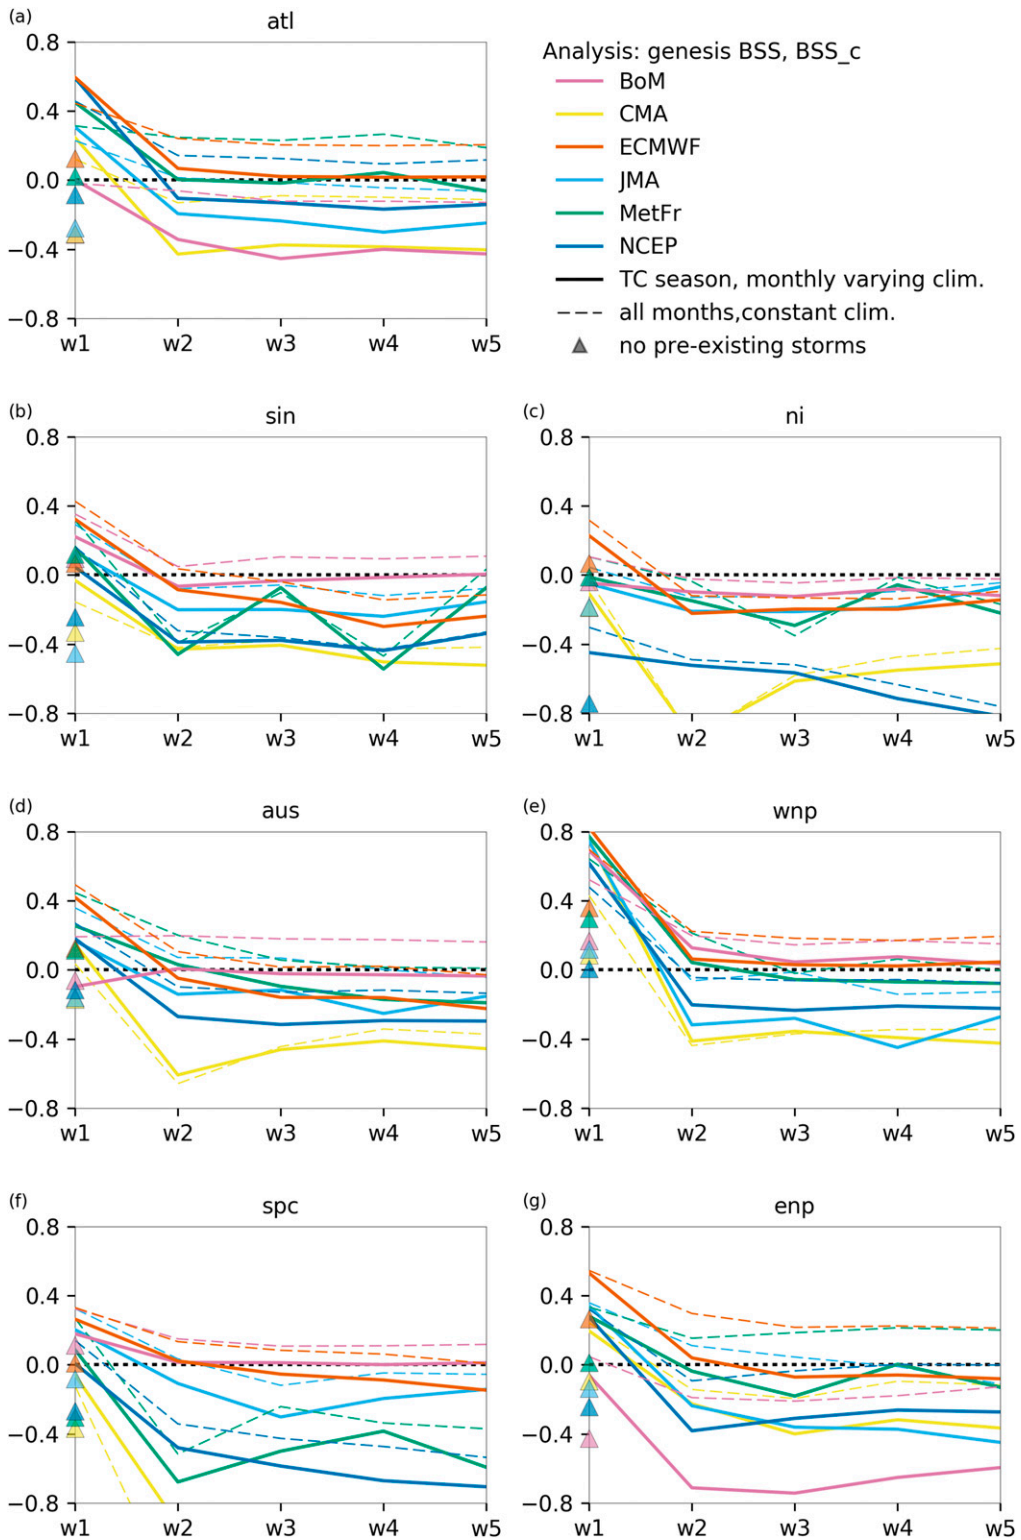 (a)
atl
0.8
0.4
0.0
−0.4
−0.8
w1 w2 w3 w4 w5
Analysis: genesis BSS, BSS_c
BoM
CMA
ECMWF
JMA
MetFr
NCEP
TC season, monthly varying clim.
all months,constant clim.
no pre-existing storms
(b)
sin
0.8
0.4
0.0
−0.4
−0.8
w1 w2 w3 w4 w5
(c)
ni
0.8
0.4
0.0
−0.4
−0.8
w1 w2 w3 w4 w5
(d)
aus
0.8
0.4
0.0
−0.4
−0.8
w1 w2 w3 w4 w5
(e)
wnp
0.8
0.4
0.0
−0.4
−0.8
w1 w2 w3 w4 w5
(f)
spc
0.8
0.4
0.0
−0.4
−0.8
w1 w2 w3 w4 w5
(g)
enp
0.8
0.4
0.0
−0.4
−0.8
w1 w2 w3 w4 w5